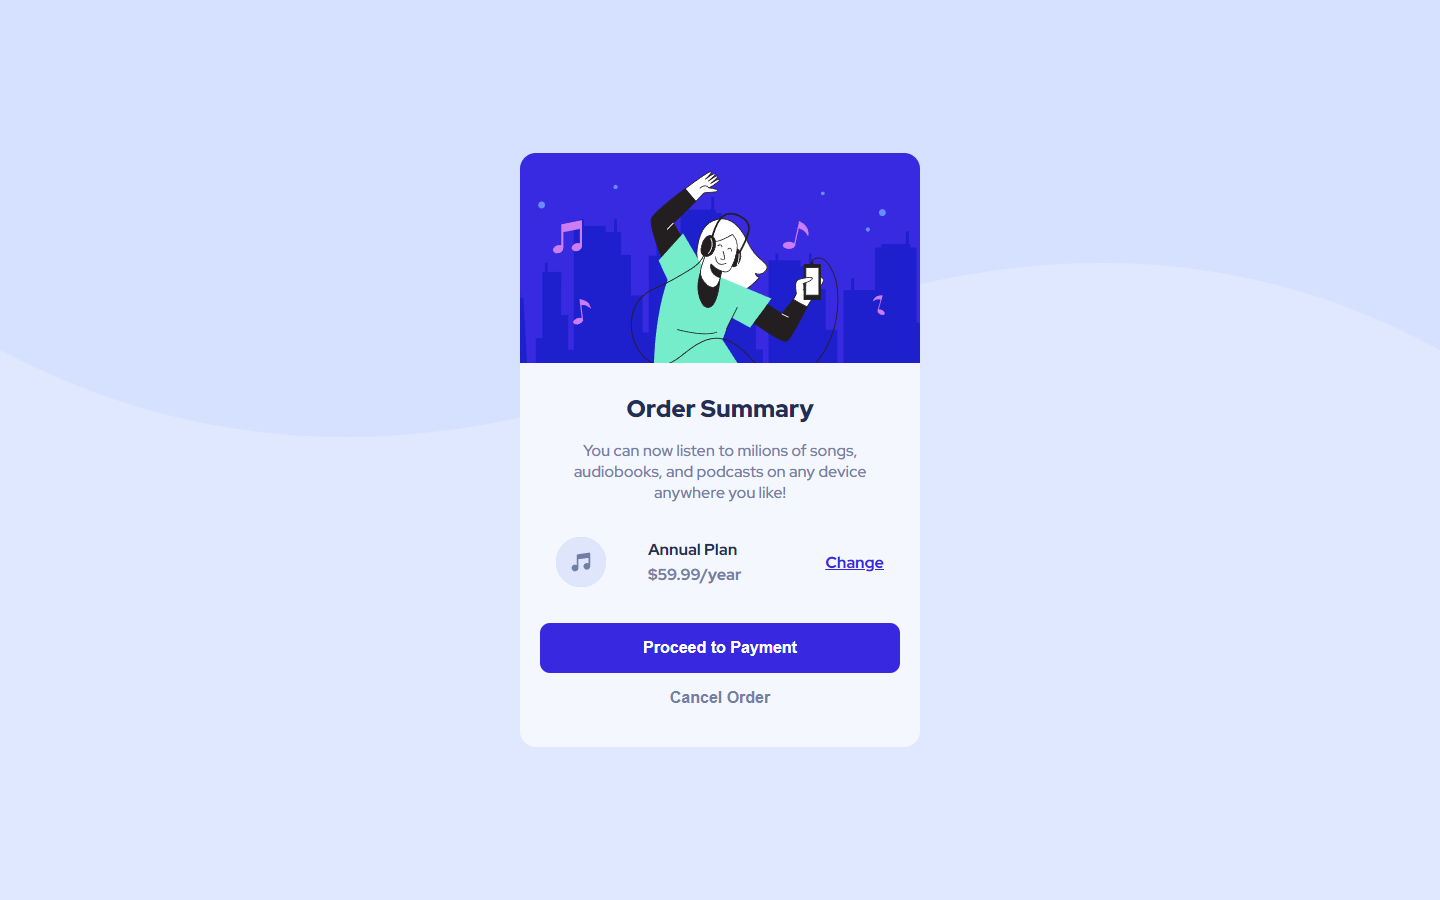 Order Summary
You can now listen to milions of songs,
audiobooks, and podcasts on any device
anywhere you like!
Annual Plan
$59.99/year
Change
Proceed to Payment
Cancel Order